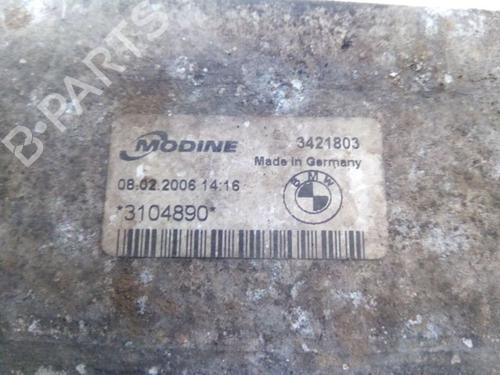 B-PARTS
MODINE 3421803
Made in Germany
08.02.2006 14:16
BMW
*3104890*